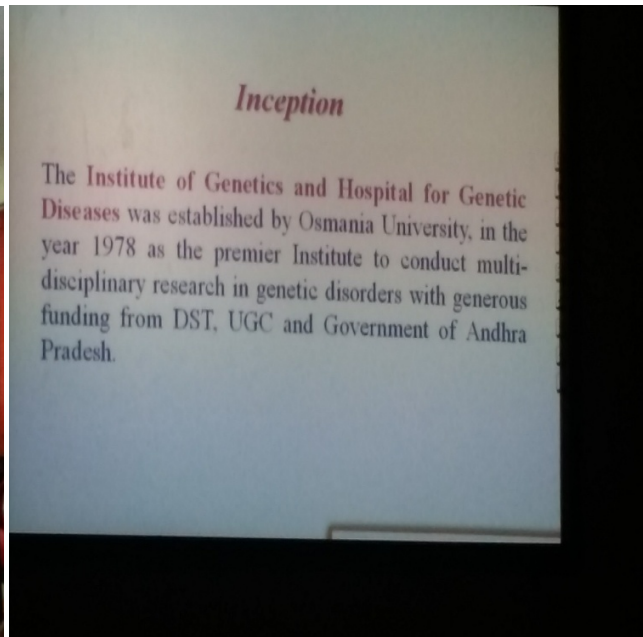 Inception
The Institute of Genetics and Hospital for Genetic
Diseases was established by Osmania University, in the
year 1978 as the premier Institute to conduct multi-
disciplinary research in genetic disorders with generous
funding from DST, UGC and Government of Andhra
Pradesh.